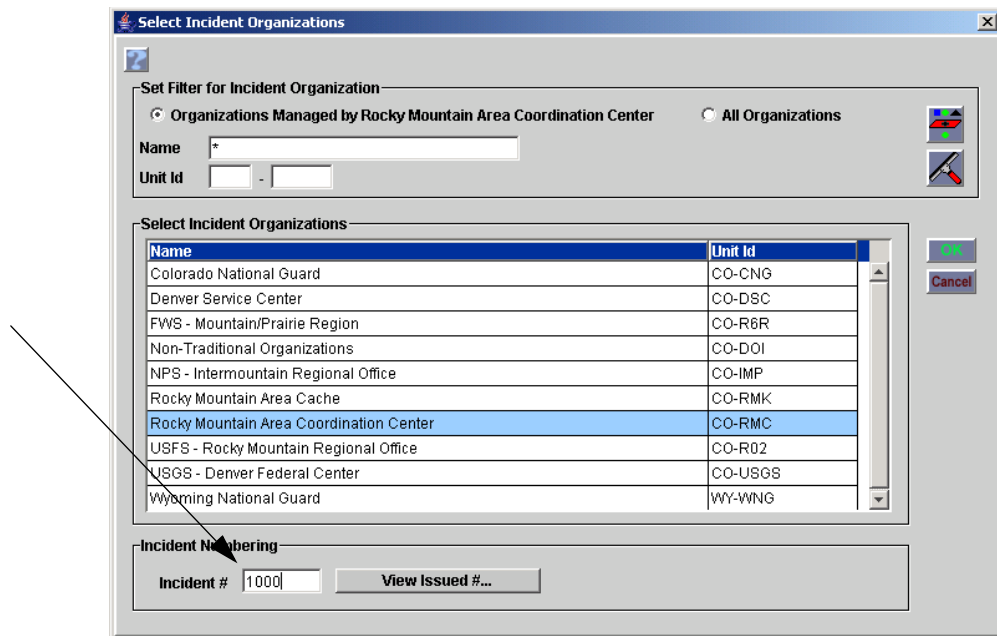 Select Incident Organizations
?
Set Filter for Incident Organization
Organizations Managed by Rocky Mountain Area Coordination Center All Organizations
Name *
Unit Id -
Select Incident Organizations
Name Unit Id
Colorado National Guard CO-CNG
Denver Service Center CO-DSC
FWS - Mountain/Prairie Region CO-R6R
Non-Traditional Organizations CO-DOI
NPS - Intermountain Regional Office CO-IMP
Rocky Mountain Area Cache CO-RMK
Rocky Mountain Area Coordination Center CO-RMC
USFS - Rocky Mountain Regional Office CO-R02
USGS - Denver Federal Center CO-USGS
Wyoming National Guard WY-WNG
OK
Cancel
Incident Numbering
Incident # 1000 View Issued #...